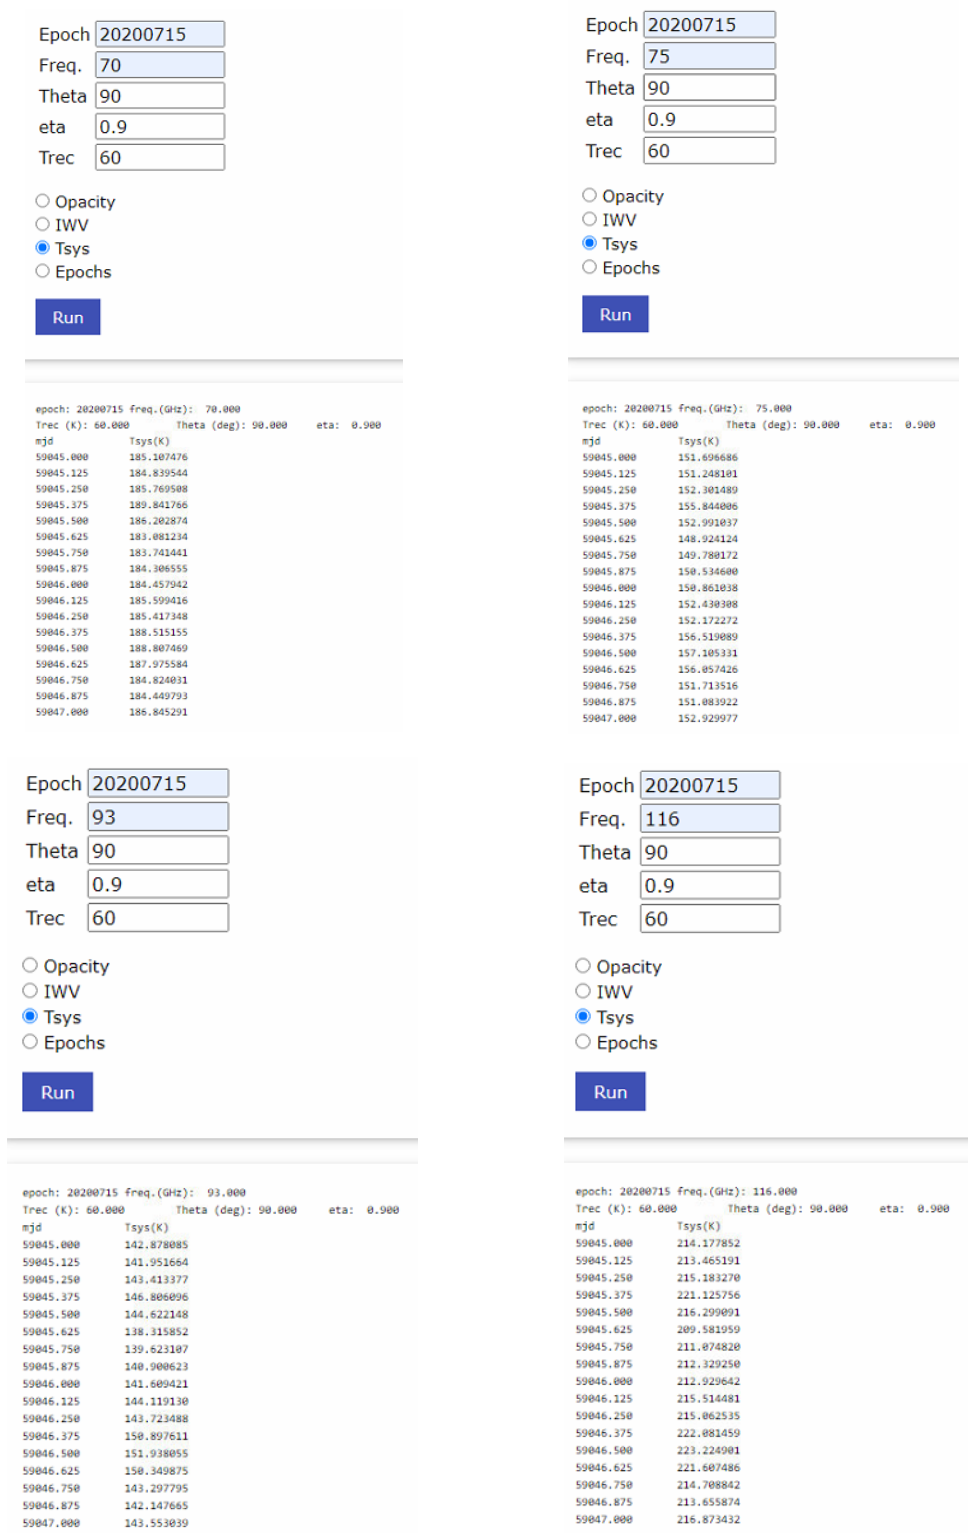 Epoch 20200715
Freq. 70
Theta 90
eta 0.9
Trec 60
Opacity
IWV
Tsys
Epochs
Run
epoch: 20200715 freq.(GHz): 70.000
Trec (K): 60.000 Theta (deg): 90.000 eta: 0.900
mjd Tsys(K)
59045.000 185.107476
59045.125 184.839544
59045.250 185.769508
59045.375 189.841766
59045.500 186.202874
59045.625 183.081234
59045.750 183.741441
59045.875 184.306555
59046.000 184.457942
59046.125 185.599416
59046.250 185.417348
59046.375 188.515155
59046.500 188.807469
59046.625 187.975584
59046.750 184.824031
59046.875 184.449793
59047.000 186.845291
Epoch 20200715
Freq. 75
Theta 90
eta 0.9
Trec 60
Opacity
IWV
Tsys
Epochs
Run
epoch: 20200715 freq.(GHz): 75.000
Trec (K): 60.000 Theta (deg): 90.000 eta: 0.900
mjd Tsys(K)
59045.000 151.696686
59045.125 151.248101
59045.250 152.301489
59045.375 155.844006
59045.500 152.991037
59045.625 148.924124
59045.750 149.780172
59045.875 150.534600
59046.000 150.861038
59046.125 152.430308
59046.250 152.172272
59046.375 156.519089
59046.500 157.105331
59046.625 156.057426
59046.750 151.713516
59046.875 151.083922
59047.000 152.929977
Epoch 20200715
Freq. 93
Theta 90
eta 0.9
Trec 60
Opacity
IWV
Tsys
Epochs
Run
epoch: 20200715 freq.(GHz): 93.000
Trec (K): 60.000 Theta (deg): 90.000 eta: 0.900
mjd Tsys(K)
59045.000 142.878085
59045.125 141.951664
59045.250 143.413377
59045.375 146.806096
59045.500 144.622148
59045.625 138.315852
59045.750 139.623107
59045.875 140.900623
59046.000 141.609421
59046.125 144.119130
59046.250 143.723488
59046.375 150.897611
59046.500 151.938055
59046.625 150.349875
59046.750 143.297795
59046.875 142.147665
59047.000 143.553039
Epoch 20200715
Freq. 116
Theta 90
eta 0.9
Trec 60
Opacity
IWV
Tsys
Epochs
Run
epoch: 20200715 freq.(GHz): 116.000
Trec (K): 60.000 Theta (deg): 90.000 eta: 0.900
mjd Tsys(K)
59045.000 214.177852
59045.125 213.465191
59045.250 215.183270
59045.375 221.125756
59045.500 216.299091
59045.625 209.581959
59045.750 211.074820
59045.875 212.329250
59046.000 212.929642
59046.125 215.514481
59046.250 215.062535
59046.375 222.081459
59046.500 223.224901
59046.625 221.607486
59046.750 214.708842
59046.875 213.655874
59047.000 216.873432